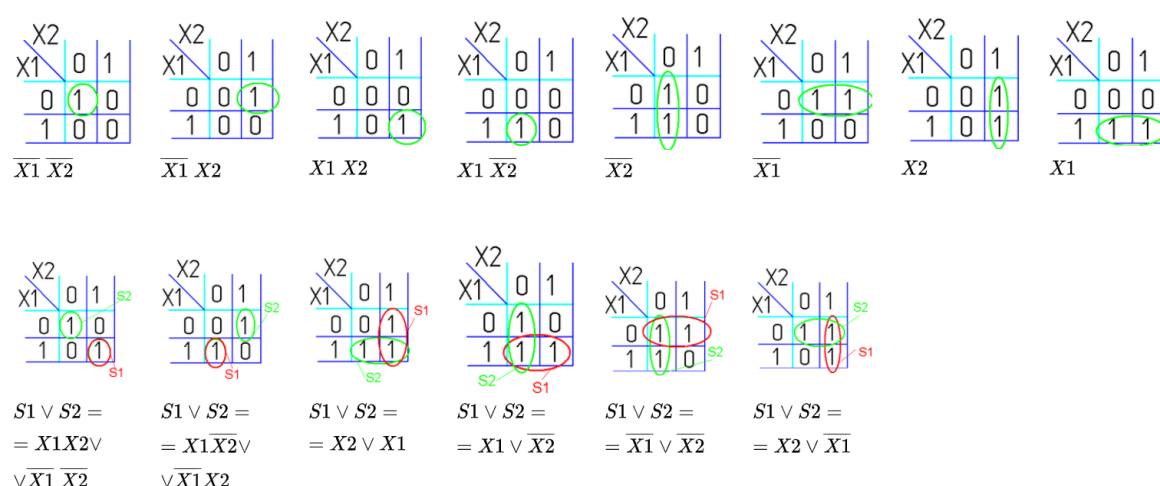 X2 X2 X2 X2 X2 X2 X2 X2
X1 0 1 X1 0 1 X1 0 1 X1 0 1 X1 0 1 X1 0 1 X1 0 1 X1 0 1
0 1 0 0 0 1 0 0 0 0 0 0 0 1 0 0 1 1 0 0 1 0 0 0
1 0 0 1 0 0 1 0 1 1 1 0 1 1 0 1 0 0 1 0 1 1 1 1
X̅1̅ X̅2̅ X̅1̅ X2 X1 X2 X1 X̅2̅ X̅2̅ X̅1̅ X2 X1
X2 X2 X2 X2 X2 X2
X1 0 1 S2 X1 0 1 S2 X1 0 1 S1 X1 0 1 X1 0 1 S1 X1 0 1 S2
0 1 0 0 0 1 0 0 1 0 1 0 0 1 1 0 1 1
1 0 1 S1 1 1 0 S1 1 1 1 S2 1 1 1 S2 S1 1 1 0 S2 1 0 1 S1
S1 ∨ S2 = S1 ∨ S2 = S1 ∨ S2 = S1 ∨ S2 = S1 ∨ S2 = S1 ∨ S2 =
= X1X2∨ = X1X̅2̅∨ = X2 ∨ X1 = X1 ∨ X̅2̅ = X̅1̅ ∨ X̅2̅ = X2 ∨ X̅1̅
∨X̅1̅ X̅2̅ ∨X̅1̅X2